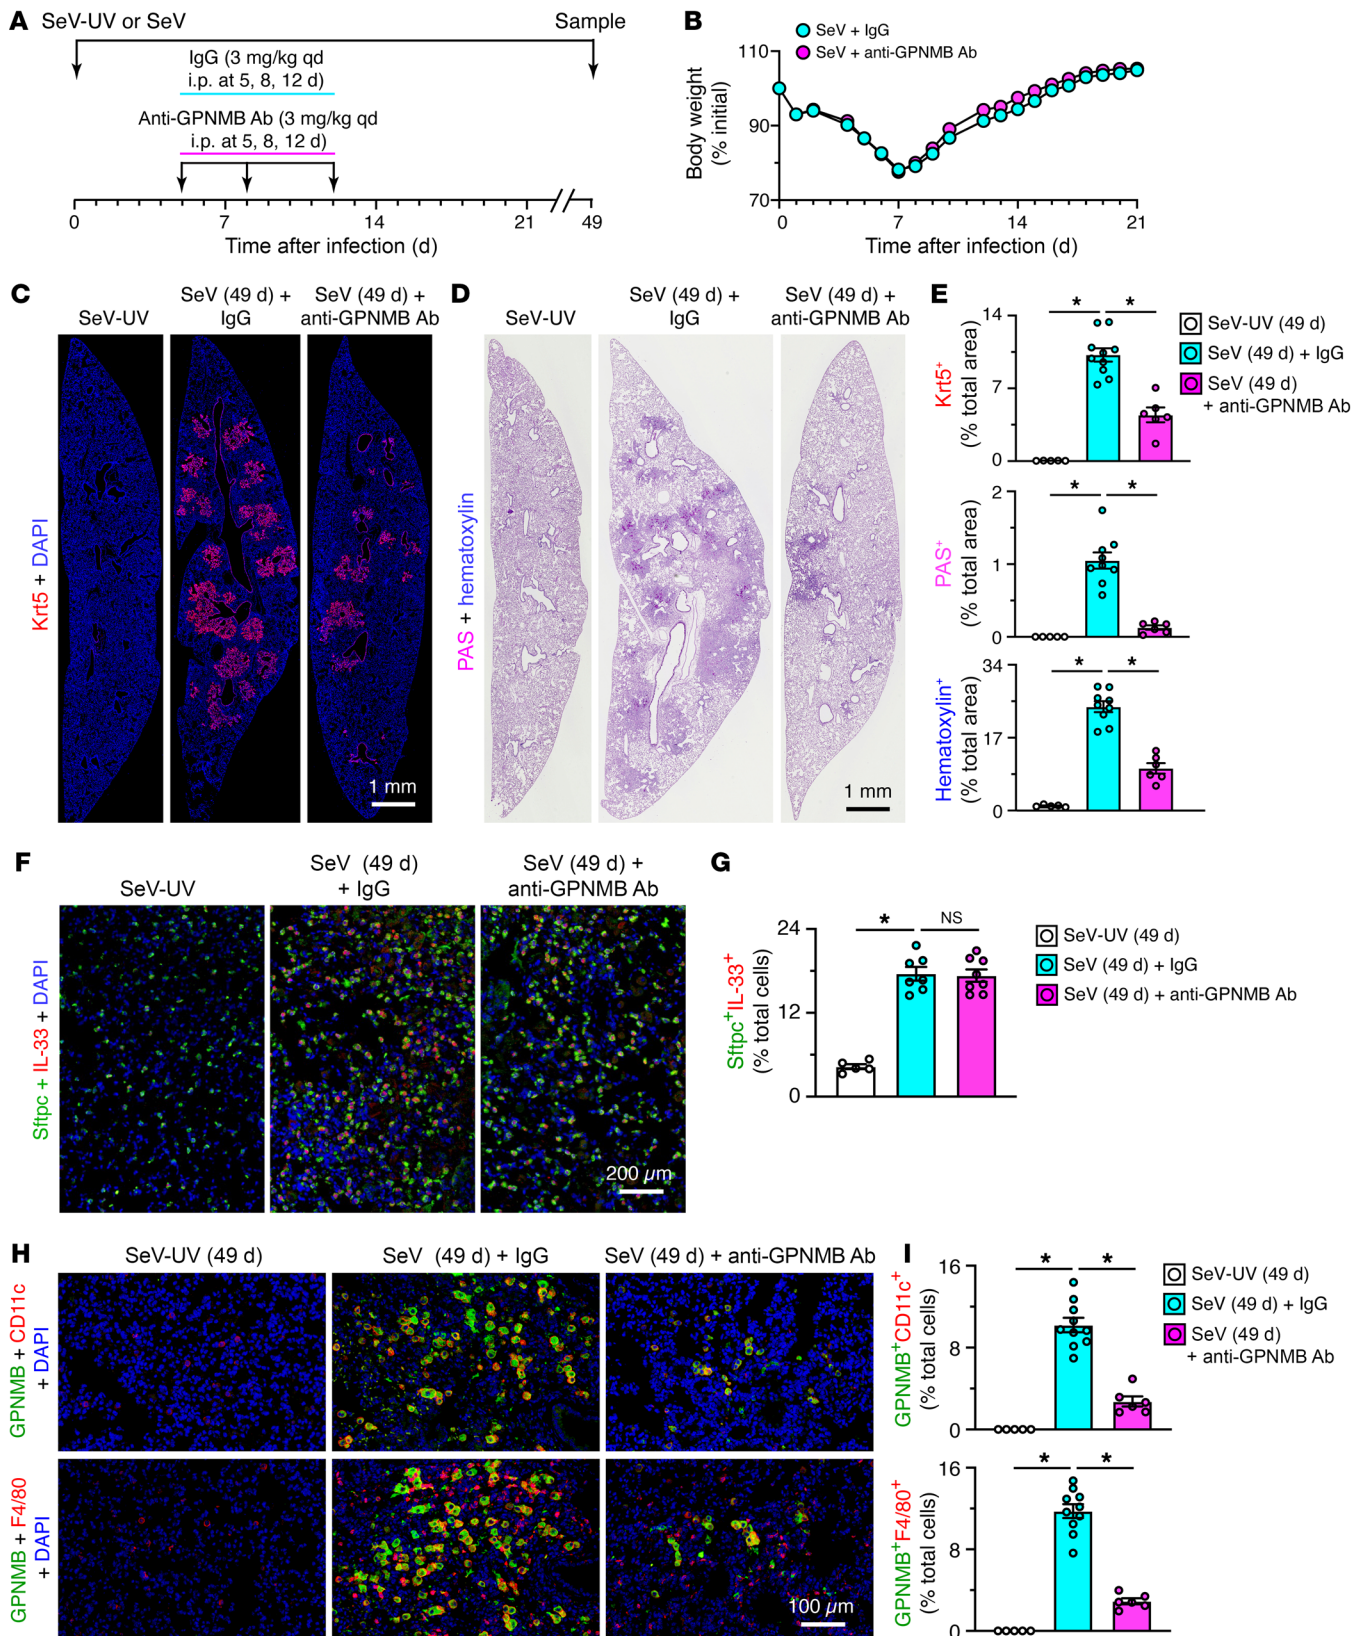 A
SeV-UV or SeV
Sample
IgG (3 mg/kg qd
i.p. at 5, 8, 12 d)
Anti-GPNMB Ab (3 mg/kg qd
i.p. at 5, 8, 12 d)
0 7 14 21 49
Time after infection (d)
B
SeV + IgG
SeV + anti-GPNMB Ab
Body weight
(% initial)
110
90
70
0 7 14 21
Time after infection (d)
C
SeV-UV
SeV (49 d) +
IgG
SeV (49 d) +
anti-GPNMB Ab
Krt5 + DAPI
1 mm
D
SeV-UV
SeV (49 d) +
IgG
SeV (49 d) +
anti-GPNMB Ab
PAS + hematoxylin
1 mm
E
Krt5+
(% total area)
14
7
0
* *
SeV-UV (49 d)
SeV (49 d) + IgG
SeV (49 d)
+ anti-GPNMB Ab
PAS+
(% total area)
2
1
0
* *
Hematoxylin+
(% total area)
34
17
0
* *
F
SeV-UV
SeV (49 d)
+ IgG
SeV (49 d) +
anti-GPNMB Ab
Sftpc + IL-33 + DAPI
200 µm
G
Sftpc+IL-33+
(% total cells)
24
12
0
* NS
SeV-UV (49 d)
SeV (49 d) + IgG
SeV (49 d) + anti-GPNMB Ab
H
SeV-UV (49 d)
SeV (49 d) + IgG
SeV (49 d) + anti-GPNMB Ab
GPNMB + CD11c
+ DAPI
GPNMB + F4/80
+ DAPI
100 µm
I
GPNMB+CD11c+
(% total cells)
16
8
0
* *
SeV-UV (49 d)
SeV (49 d) + IgG
SeV (49 d)
+ anti-GPNMB Ab
GPNMB+F4/80+
(% total cells)
16
8
0
* *